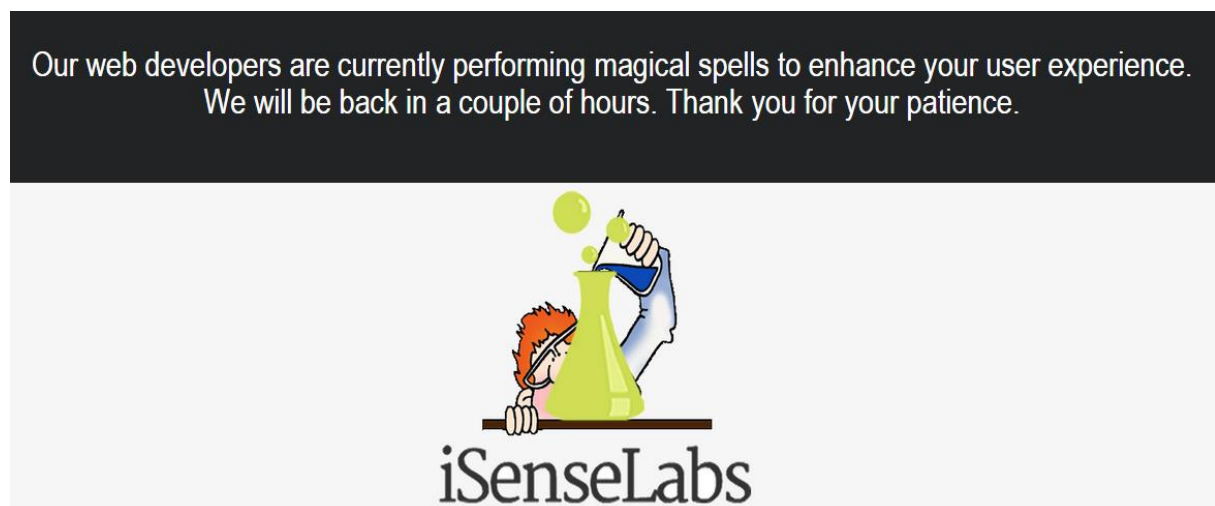 Our web developers are currently performing magical spells to enhance your user experience.
We will be back in a couple of hours. Thank you for your patience.
iSenseLabs